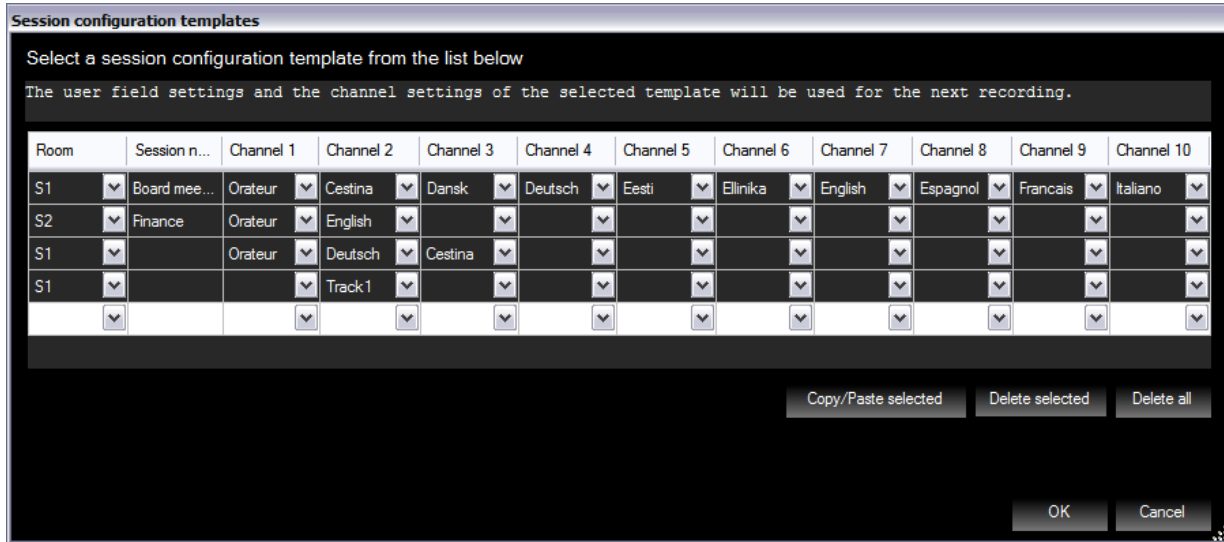 Session configuration templates
Select a session configuration template from the list below
The user field settings and the channel settings of the selected template will be used for the next recording.
Room Session n... Channel 1 Channel 2 Channel 3 Channel 4 Channel 5 Channel 6 Channel 7 Channel 8 Channel 9 Channel 10
S1 Board mee... Orateur Cestina Dansk Deutsch Eesti Ellinika English Espagnol Francais Italiano
S2 Finance Orateur English
S1 Orateur Deutsch Cestina
S1 Track1
Copy/Paste selected Delete selected Delete all
OK Cancel